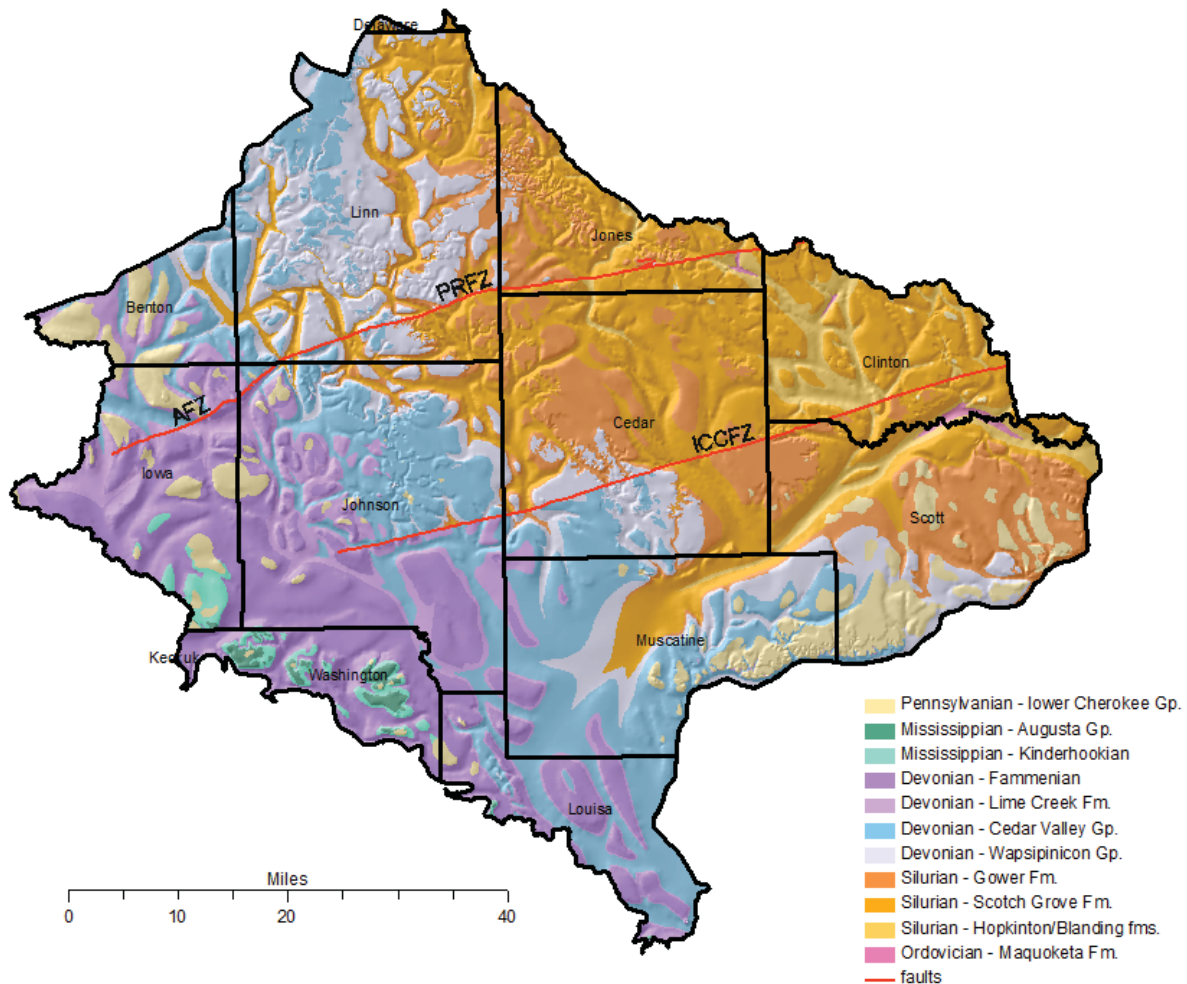 Delaware
Linn
Jones
PRFZ
Benton
Clinton
AFZ
Cedar
ICCFZ
Iowa
Johnson
Scott
Muscatine
Keokuk
Washington
Louisa
Pennsylvanian - lower Cherokee Gp.
Mississippian - Augusta Gp.
Mississippian - Kinderhookian
Devonian - Fammenian
Devonian - Lime Creek Fm.
Devonian - Cedar Valley Gp.
Devonian - Wapsipinicon Gp.
Silurian - Gower Fm.
Silurian - Scotch Grove Fm.
Silurian - Hopkinton/Blanding fms.
Ordovician - Maquoketa Fm.
faults
Miles
0 10 20 40